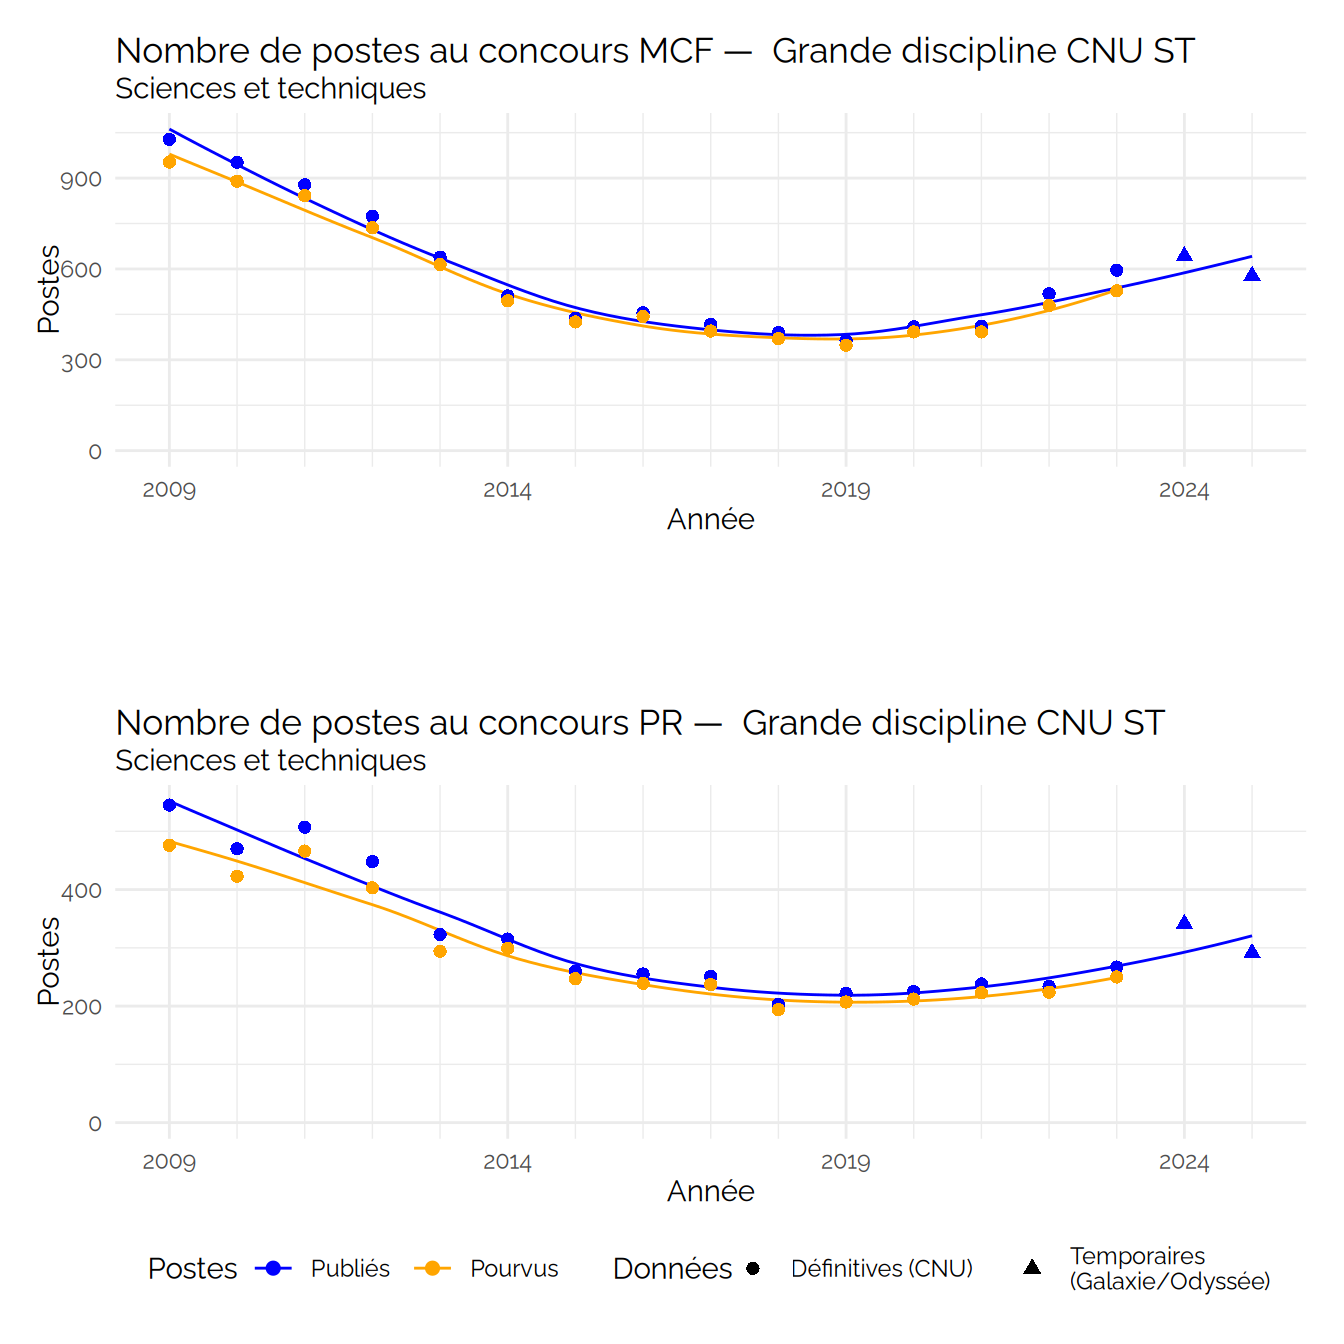 Nombre de postes au concours MCF — Grande discipline CNU ST
Sciences et techniques
Postes
900
600
300
0
2009 2014 2019 2024
Année
Nombre de postes au concours PR — Grande discipline CNU ST
Sciences et techniques
Postes
400
200
0
2009 2014 2019 2024
Année
Postes Publiés Pourvus Données Définitives (CNU) Temporaires
(Galaxie/Odyssée)